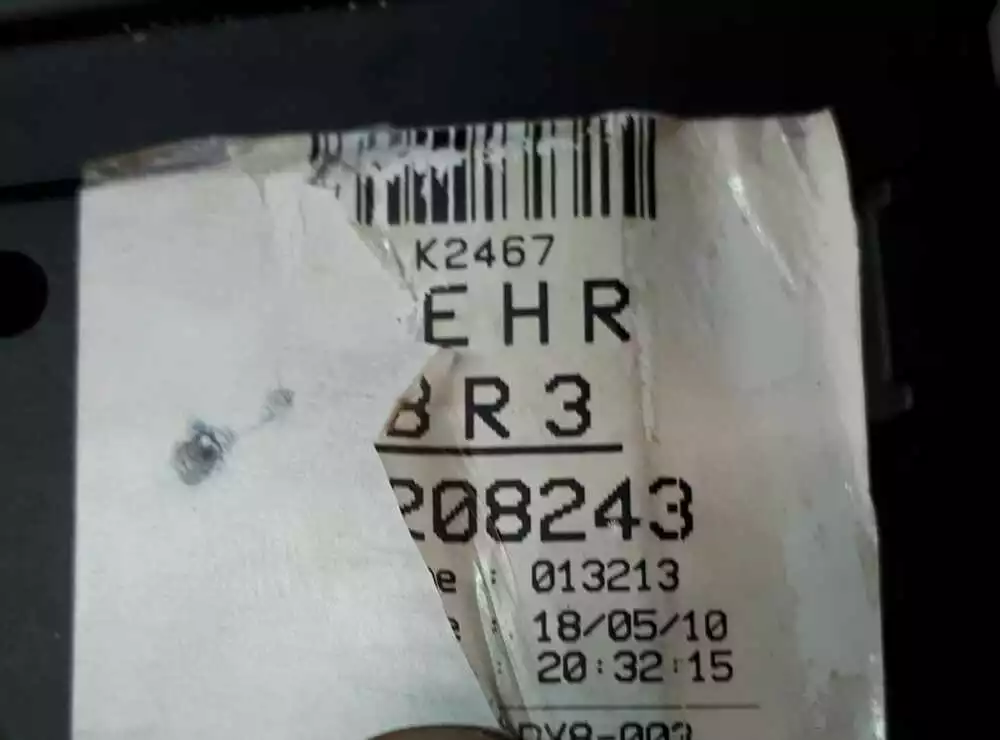 K2467
EHR
BR3
208243
e : 013213
: 18/05/10
: 20:32:15